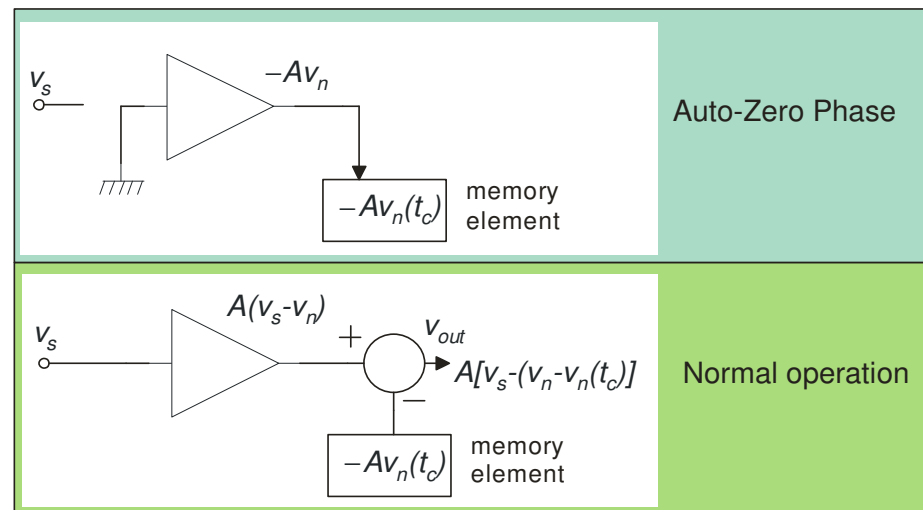 −Av_n
v_s
Auto-Zero Phase
−Av_n(t_c)
memory
element
A(v_s-v_n)
v_s
+
v_out
A[v_s-(v_n-v_n(t_c)]
Normal operation
−
−Av_n(t_c)
memory
element